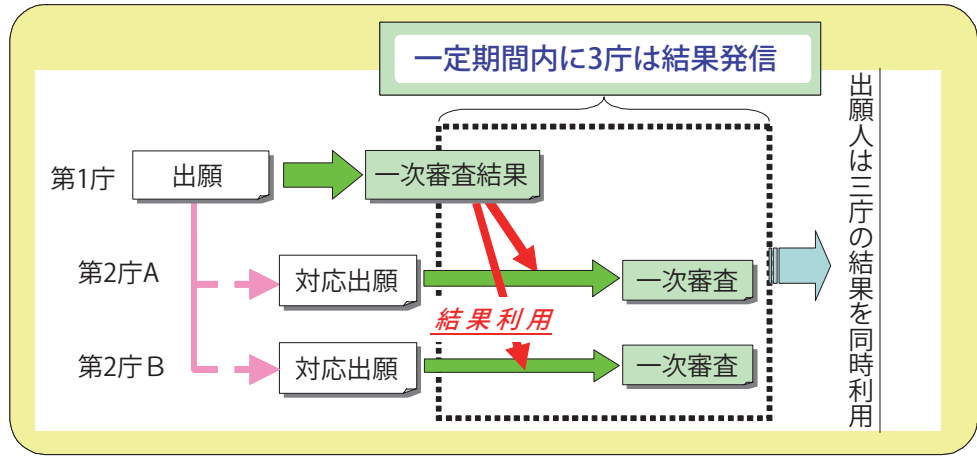 一定期間内に3庁は結果発信
第1庁
出願
一次審査結果
第2庁A
対応出願
一次審査
結果利用
第2庁B
対応出願
一次審査
出願人は三庁の結果を同時利用